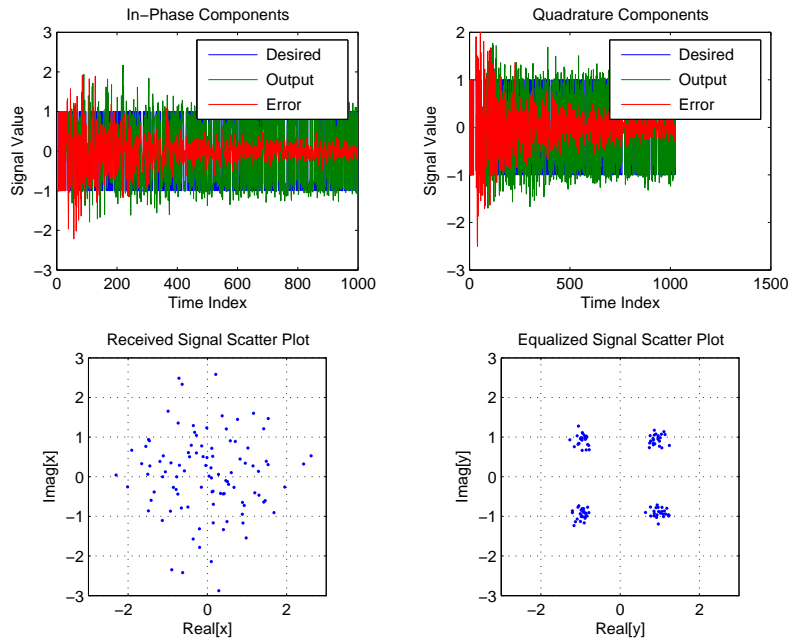 In−Phase Components
Quadrature Components
3
2
1
0
−1
−2
−3
Signal Value
Desired
Output
Error
0
200
400
600
800
1000
Time Index
3
2
1
0
−1
−2
−3
Signal Value
Desired
Output
Error
0
500
1000
1500
Time Index
Received Signal Scatter Plot
3
2
1
0
−1
−2
−3
Imag[x]
−2
0
2
Real[x]
Equalized Signal Scatter Plot
3
2
1
0
−1
−2
−3
Imag[y]
−2
0
2
Real[y]